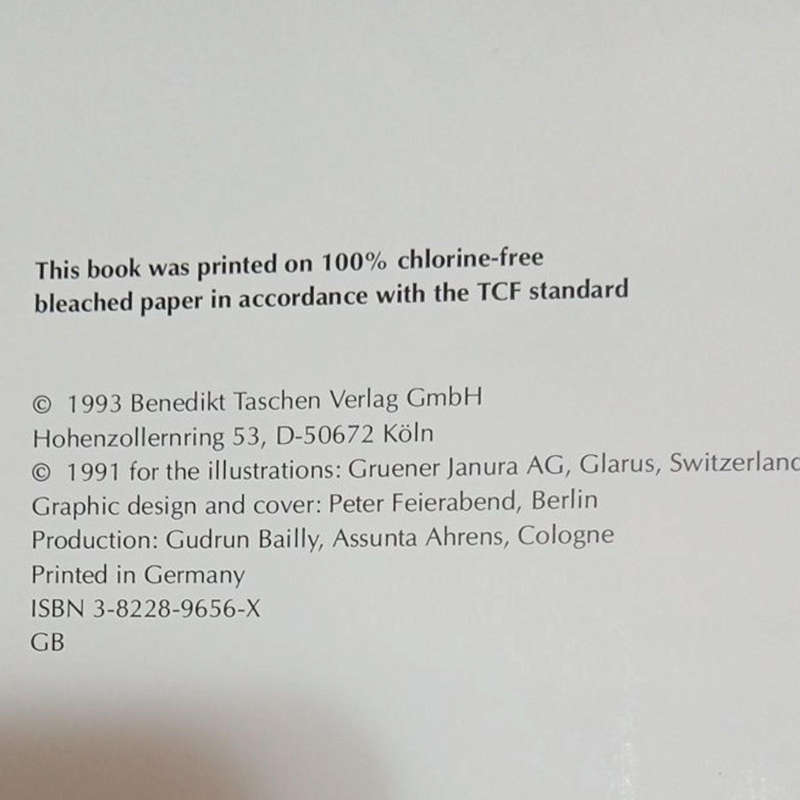 This book was printed on 100% chlorine-free
bleached paper in accordance with the TCF standard
© 1993 Benedikt Taschen Verlag GmbH
Hohenzollernring 53, D-50672 Köln
© 1991 for the illustrations: Gruener Janura AG, Glarus, Switzerland
Graphic design and cover: Peter Feierabend, Berlin
Production: Gudrun Bailly, Assunta Ahrens, Cologne
Printed in Germany
ISBN 3-8228-9656-X
GB